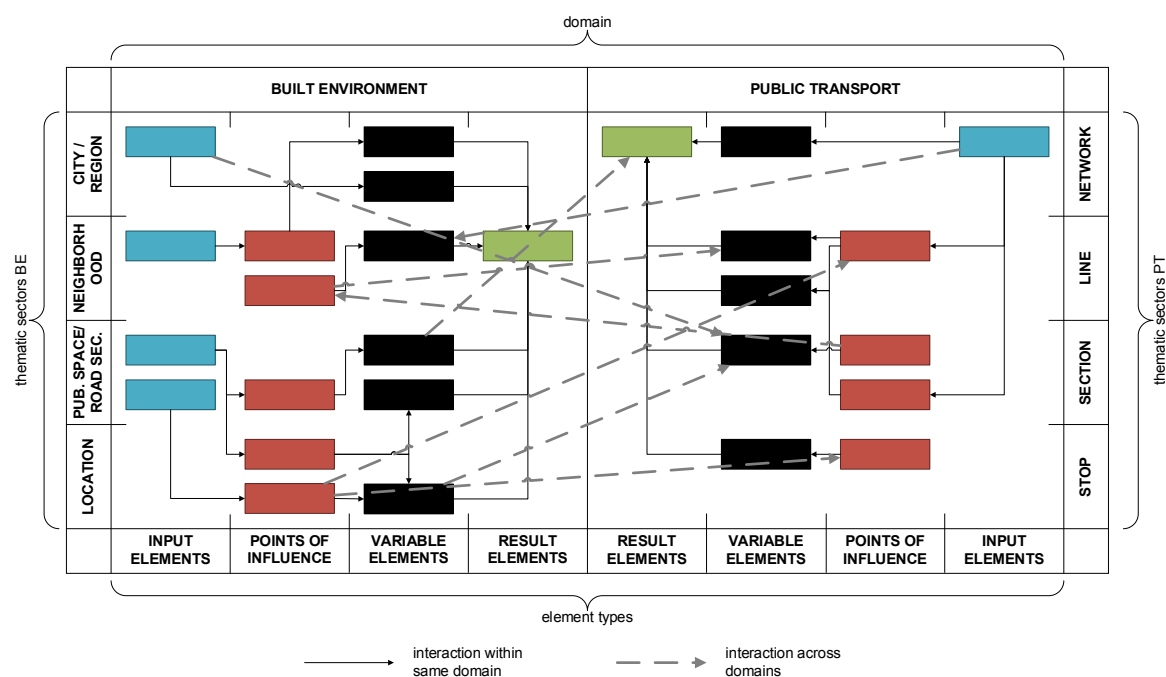 domain
BUILT ENVIRONMENT
PUBLIC TRANSPORT
thematic sectors BE
CITY /
REGION
NEIGHBORH
OOD
PUB. SPACE/
ROAD SEC.
LOCATION
NETWORK
LINE
SECTION
STOP
thematic sectors PT
INPUT
ELEMENTS
POINTS OF
INFLUENCE
VARIABLE
ELEMENTS
RESULT
ELEMENTS
RESULT
ELEMENTS
VARIABLE
ELEMENTS
POINTS OF
INFLUENCE
INPUT
ELEMENTS
element types
interaction within
same domain
interaction across
domains